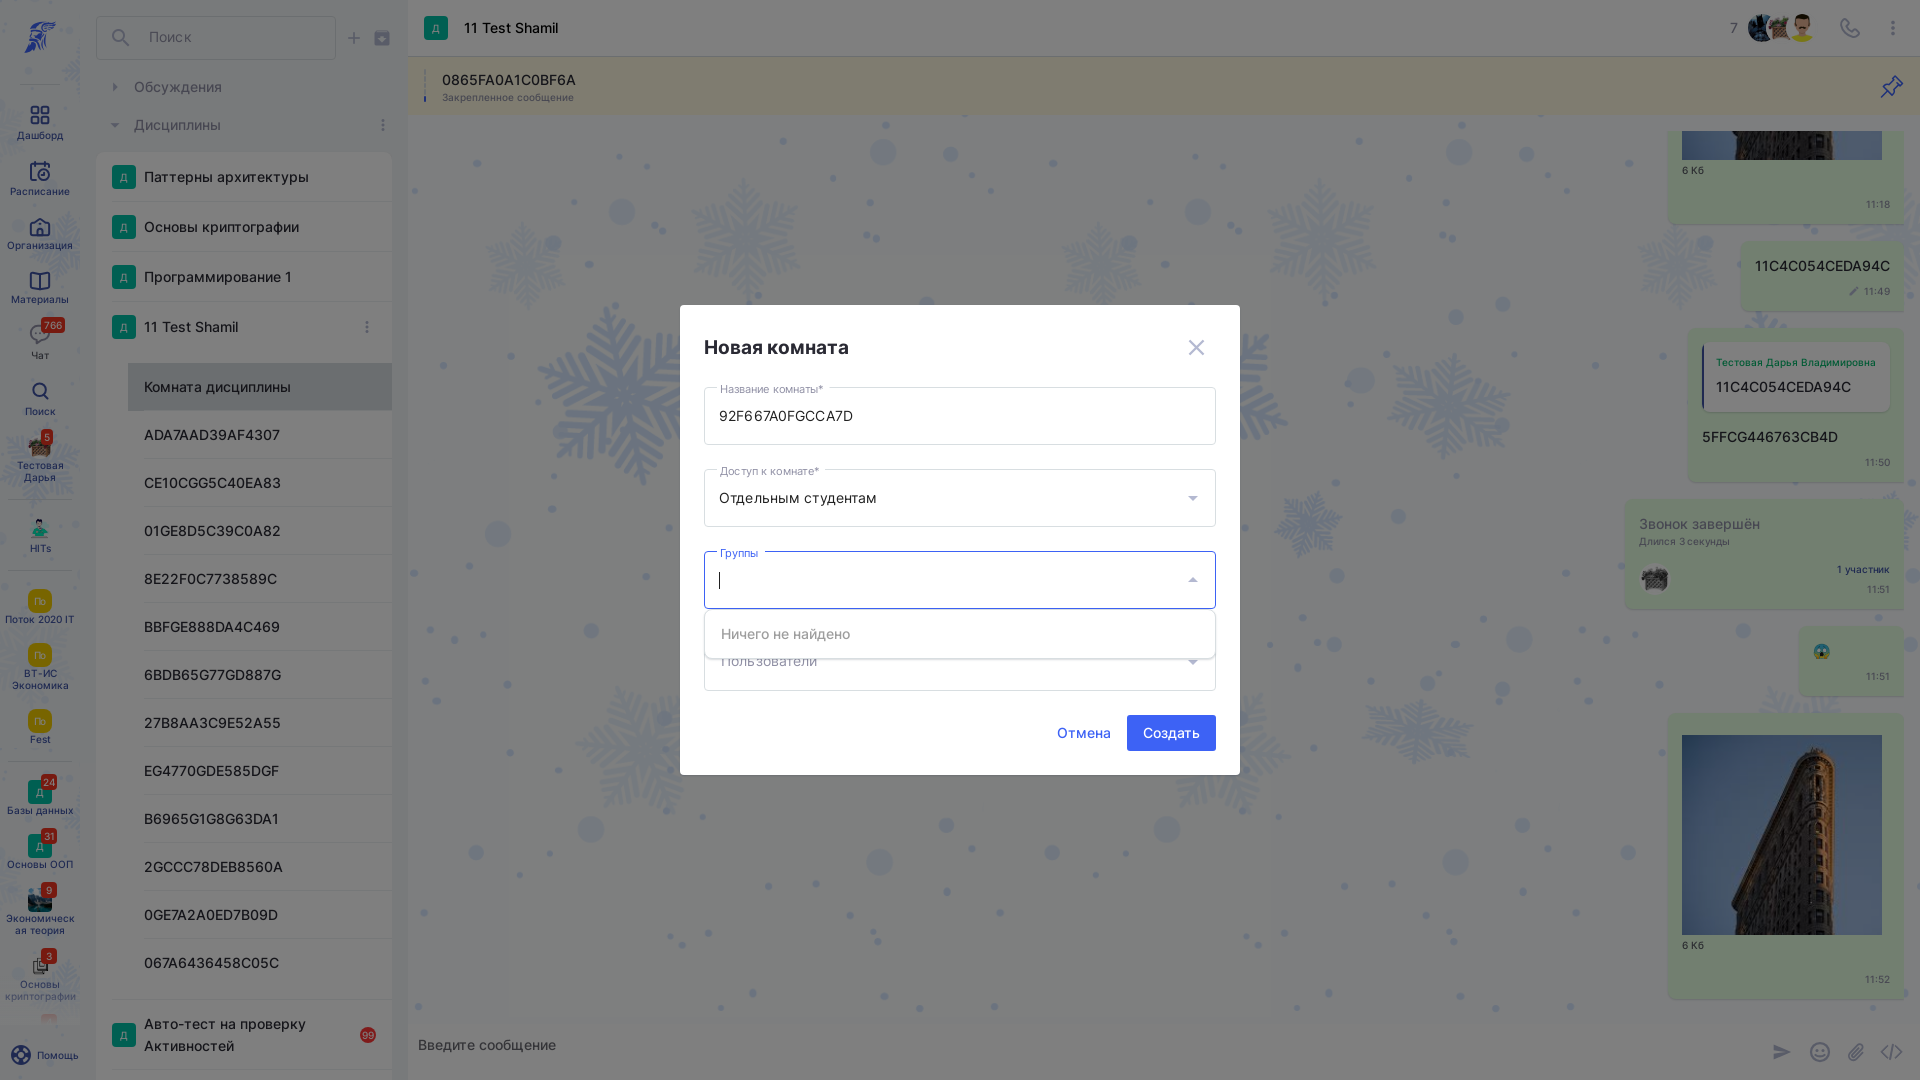 Дашборд
Расписание
Организация
Материалы
766
Чат
Поиск
5
Тестовая
Дарья
HITs
По
Поток 2020 IT
По
ВТ-ИС
Экономика
По
Fest
24
Д
Базы данных
31
Д
Основы ООП
9
Экономическ
ая теория
3
Основы
криптографии
Помощь
Поиск
Обсуждения
Дисциплины
Д
Паттерны архитектуры
Д
Основы криптографии
Д
Программирование 1
Д
11 Test Shamil
Комната дисциплины
ADA7AAD39AF4307
CE10CGG5C40EA83
01GE8D5C39C0A82
8E22F0C7738589C
BBFGE888DA4C469
6BDB65G77GD887G
27B8AA3C9E52A55
EG4770GDE585DGF
B6965G1G8G63DA1
2GCCC78DEB8560A
0GE7A2A0ED7B09D
067A6436458C05C
Д
Авто-тест на проверку
Активностей
99
Д
11 Test Shamil
7
0865FA0A1C0BF6A
Закрепленное сообщение
6 Кб
11:18
11C4C054CEDA94C
11:49
Тестовая Дарья Владимировна
11C4C054CEDA94C
5FFCG446763CB4D
11:50
Звонок завершён
Длился 3 секунды
1 участник
11:51
11:51
6 Кб
11:52
Введите сообщение
Новая комната
Название комнаты*
92F667A0FGCCA7D
Доступ к комнате*
Отдельным студентам
Группы
Ничего не найдено
Пользователи
Отмена
Создать